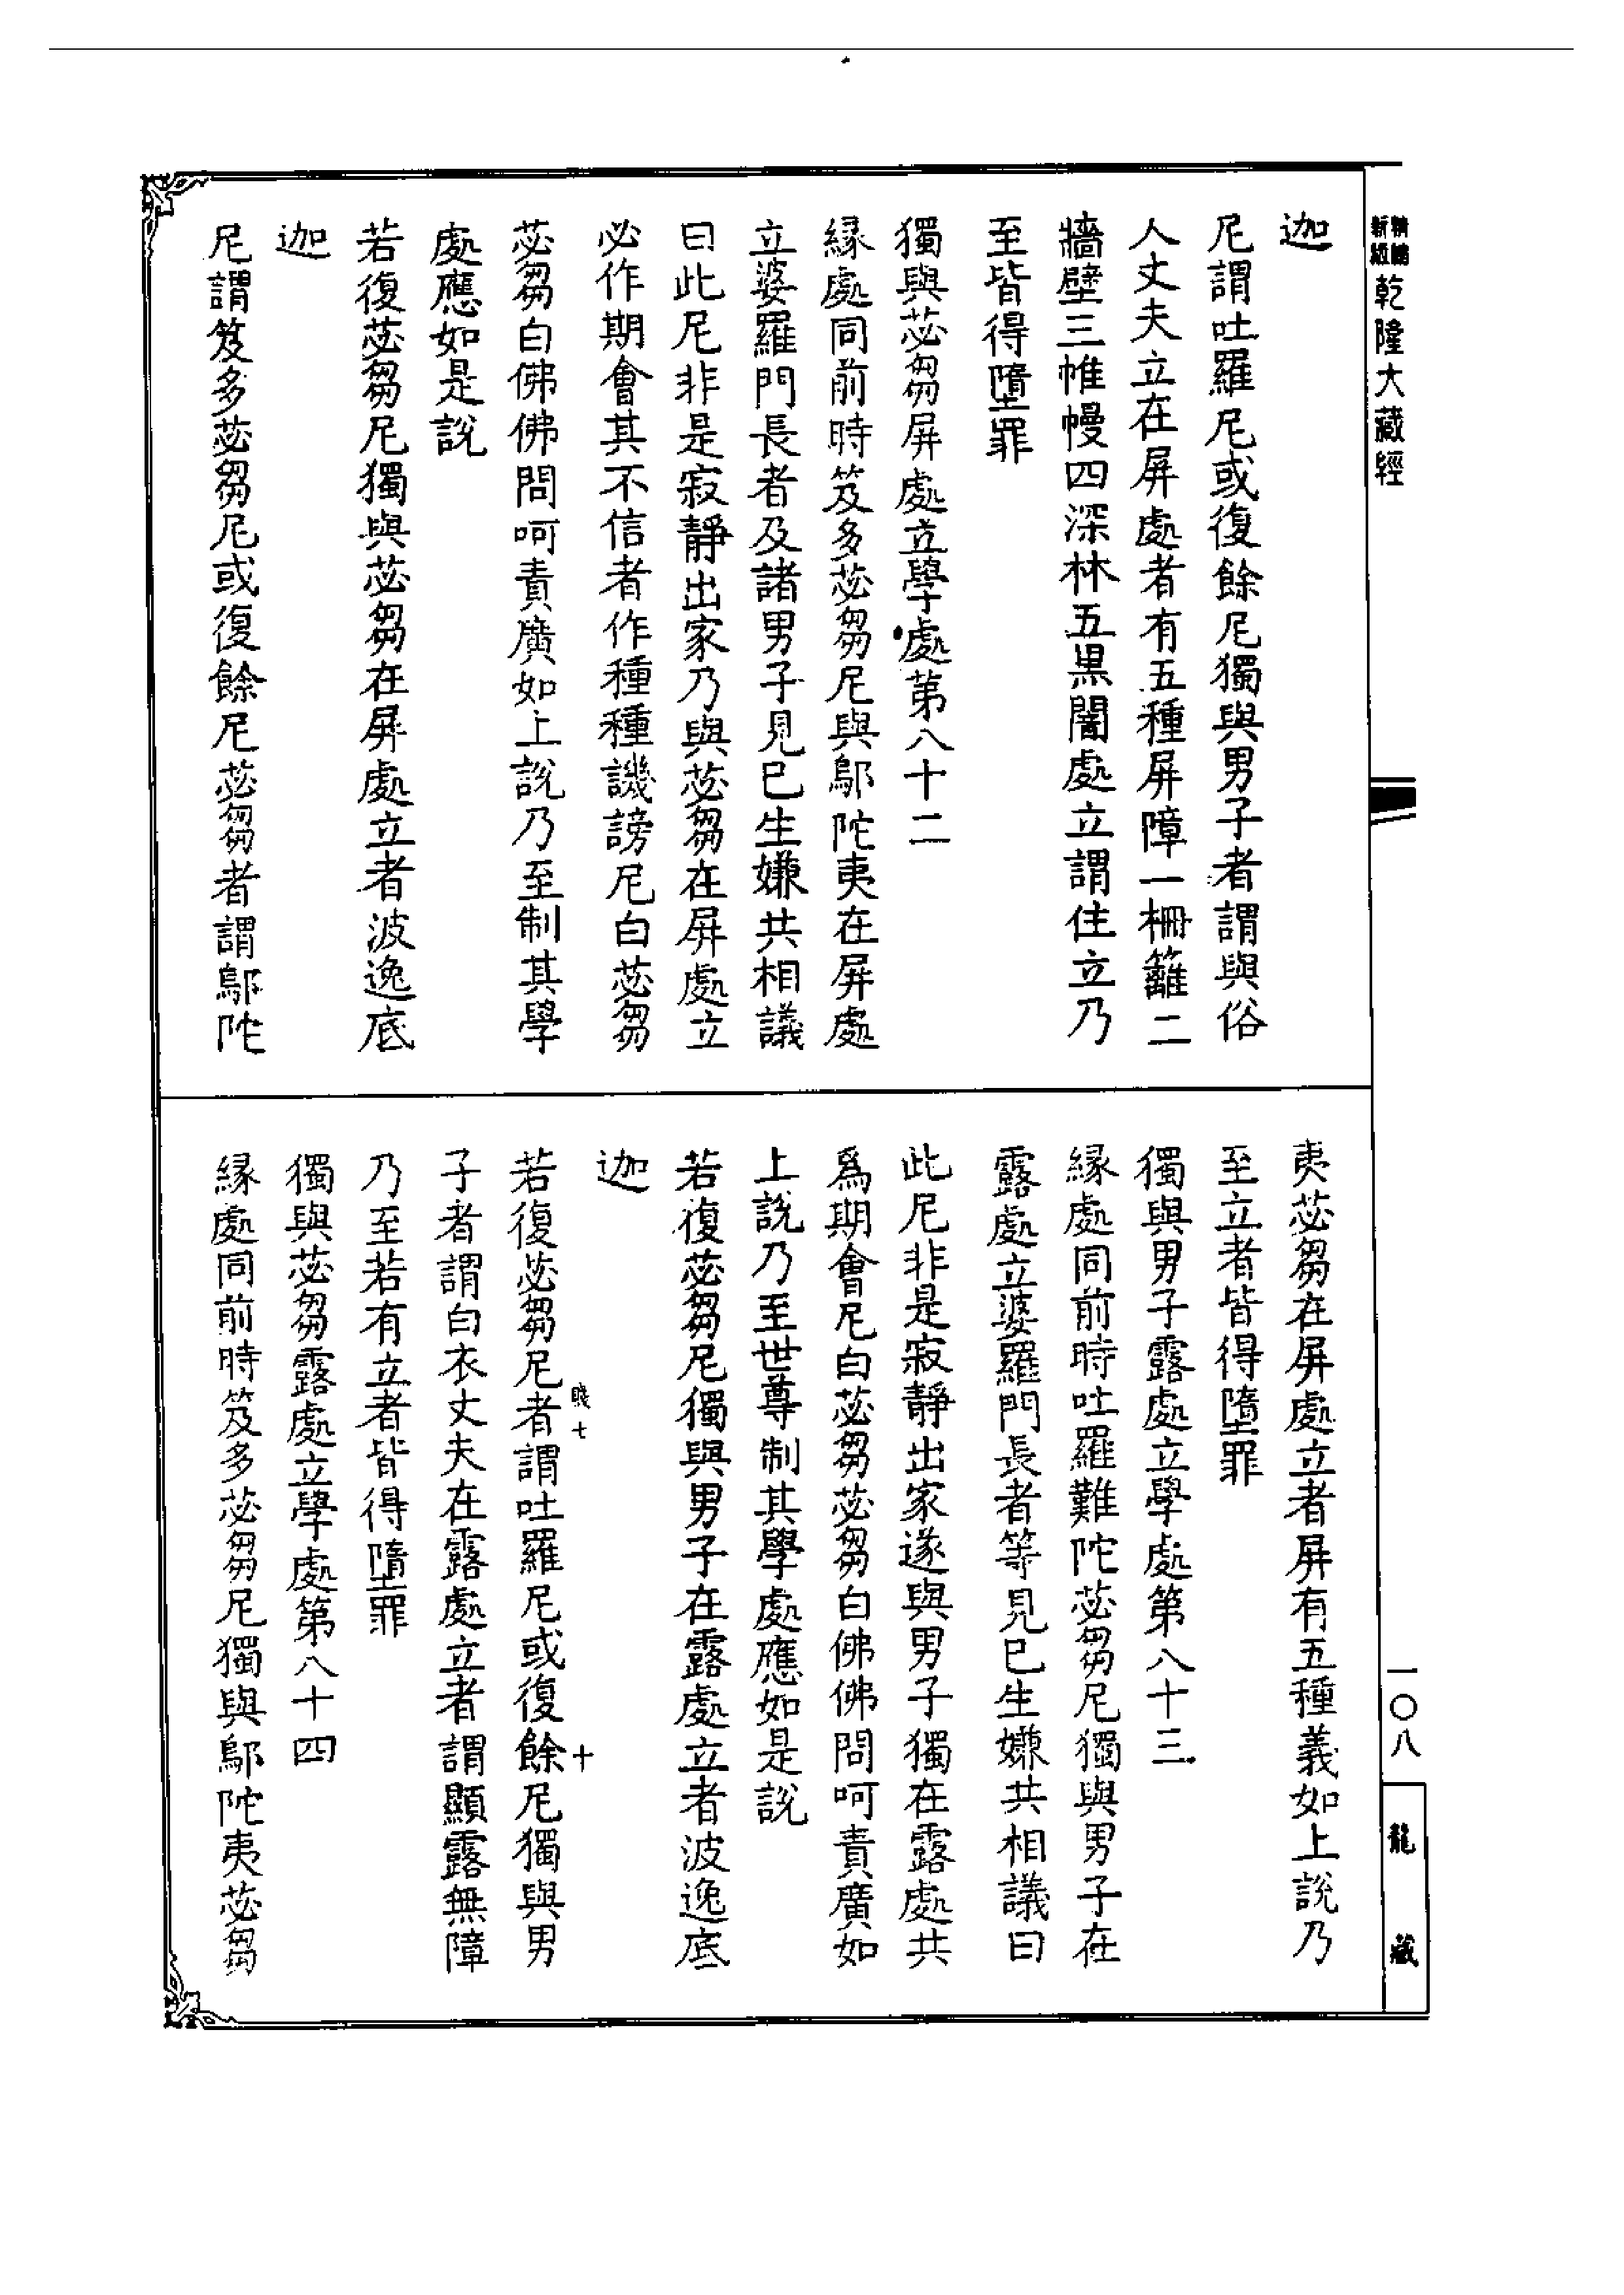 新編縮本乾隆大藏經
迦
尼謂吐羅尼或復餘尼獨與男子者謂與俗
人丈夫立在屏處者有五種屏障一柵籬二
牆壁三帷幔四深林五黑闇處立謂住立乃
至皆得墮罪
獨與苾芻屏處立學處第八十二
緣處同前時笈多苾芻尼與鄔陀夷在屏處
立婆羅門長者及諸男子見已生嫌共相議
曰此尼非是寂靜出家乃與苾芻在屏處立
必作期會其不信者作種種譏謗尼白苾芻
苾芻白佛佛問呵責廣如上說乃至制其學
處應如是說
若復苾芻尼獨與苾芻在屏處立者波逸底
迦
尼謂笈多苾芻尼或復餘尼苾芻者謂鄔陀
夷苾芻在屏處立者屏有五種義如上說乃
至立者皆得墮罪
獨與男子露處立學處第八十三
緣處同前時吐羅難陀苾芻尼獨與男子在
露處立婆羅門長者等見已生嫌共相議曰
此尼非是寂靜出家遂與男子獨在露處共
為期會尼白苾芻苾芻白佛佛問呵責廣如
上說乃至世尊制其學處應如是說
若復苾芻尼獨與男子在露處立者波逸底
迦
賤七 十
若復苾芻尼者謂吐羅尼或復餘尼獨與男
子者謂白衣丈夫在露處立者謂顯露無障
乃至若有立者皆得墮罪
獨與苾芻露處立學處第八十四
緣處同前時笈多苾芻尼獨與鄔陀夷苾芻
一〇八
龍藏